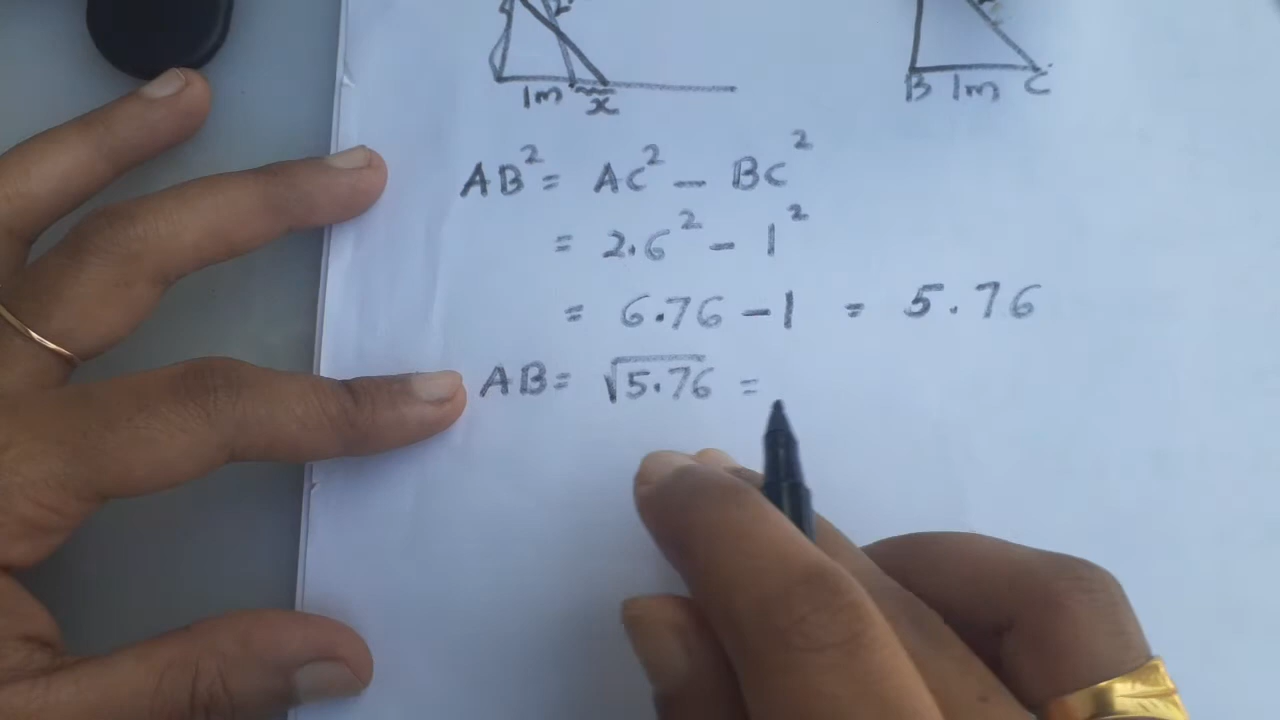 1m x
B 1m C
AB² = AC² - BC²
= 2.6² - 1²
= 6.76 - 1 = 5.76
AB = √5.76 =